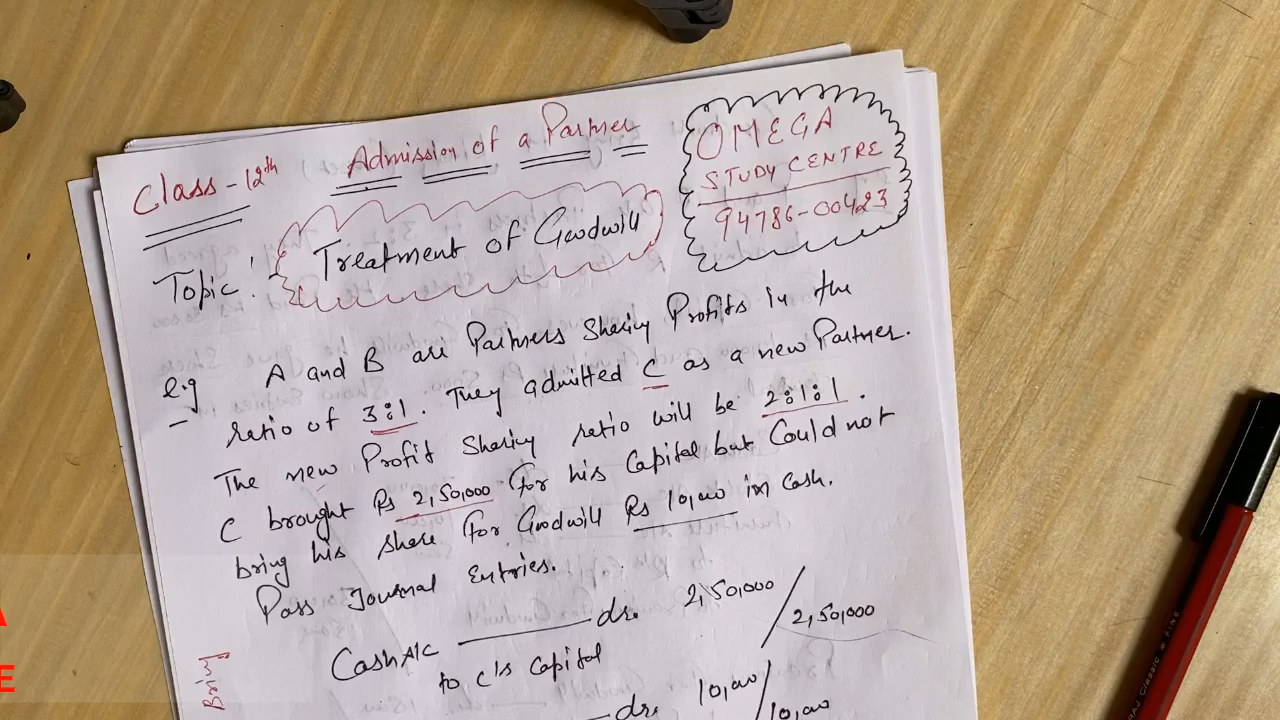 Class - 12th
Admission of a Partner
OMEGA
STUDY CENTRE
94786-00423
Topic : - Treatment of Goodwill
e.g A and B are Partners Sharing Profits in the
ratio of 3:1. They admitted C as a new Partner.
The new Profit Sharing ratio will be 2:1:1.
C brought Rs 2,50,000 for his Capital but Could not
bring his share for Goodwill Rs 10,000 in Cash.
Pass Journal Entries.
Cash A/C dr. 2,50,000
to C's Capital 2,50,000
dr. 10,000
10,000
Bring
A
E